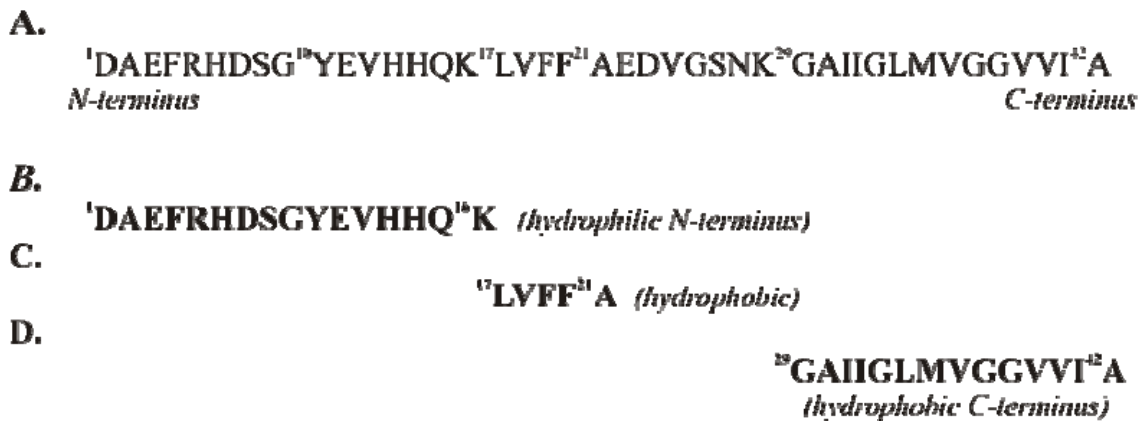 A.
¹DAEFRHDSG¹⁰YEVHHQK¹⁷LVFF²¹AEDVGSNK²⁹GAIIGLMVGGVVI⁴²A
N-terminus C-terminus
B.
¹DAEFRHDSGYEVHHQ¹⁶K (hydrophilic N-terminus)
C.
¹⁷LVFF²¹A (hydrophobic)
D.
²⁹GAIIGLMVGGVVI⁴²A
(hydrophobic C-terminus)